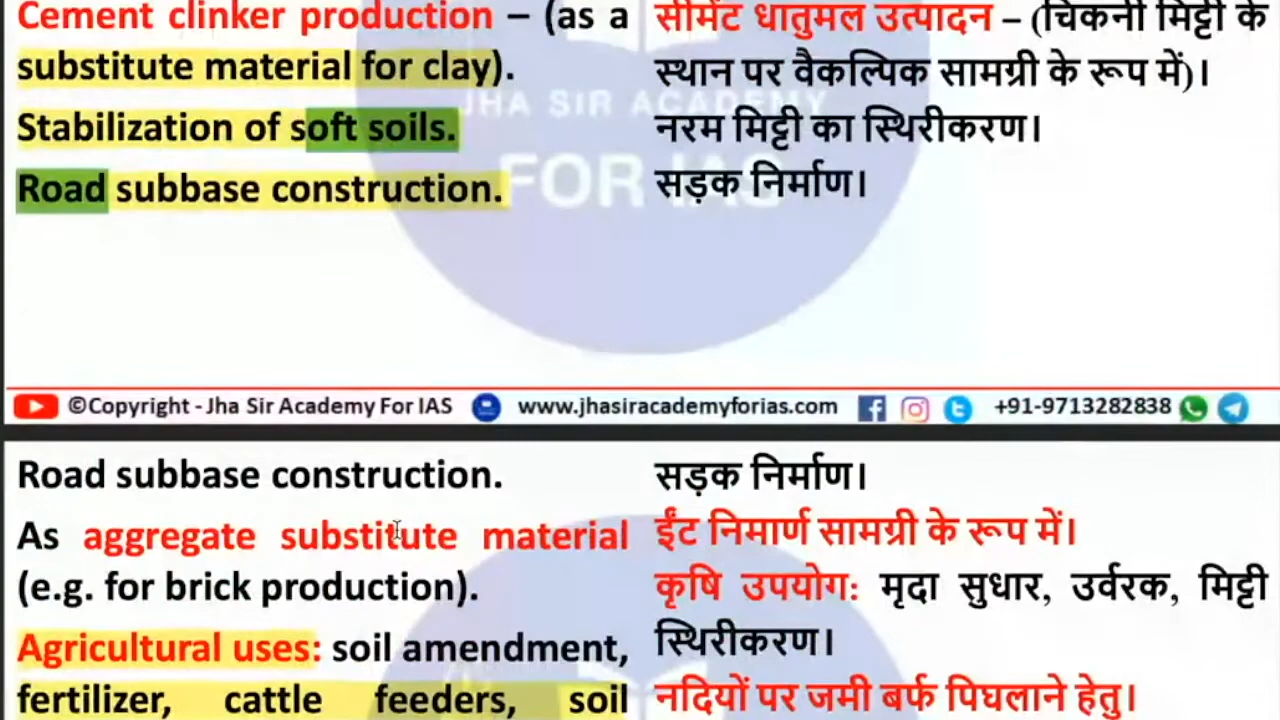 Cement clinker production – (as a
substitute material for clay).
Stabilization of soft soils.
Road subbase construction.
सीमेंट धातुमल उत्पादन – (चिकनी मिट्टी के
स्थान पर वैकल्पिक सामग्री के रूप में)।
नरम मिट्टी का स्थिरीकरण।
सड़क निर्माण।
JHA SIR ACADEMY
FOR IAS
©Copyright - Jha Sir Academy For IAS www.jhasiracademyforias.com +91-9713282838
Road subbase construction.
As aggregate substitute material
(e.g. for brick production).
Agricultural uses: soil amendment,
fertilizer, cattle feeders, soil
सड़क निर्माण।
ईंट निमार्ण सामग्री के रूप में।
कृषि उपयोग: मृदा सुधार, उर्वरक, मिट्टी
स्थिरीकरण।
नदियों पर जमी बर्फ पिघलाने हेतु।